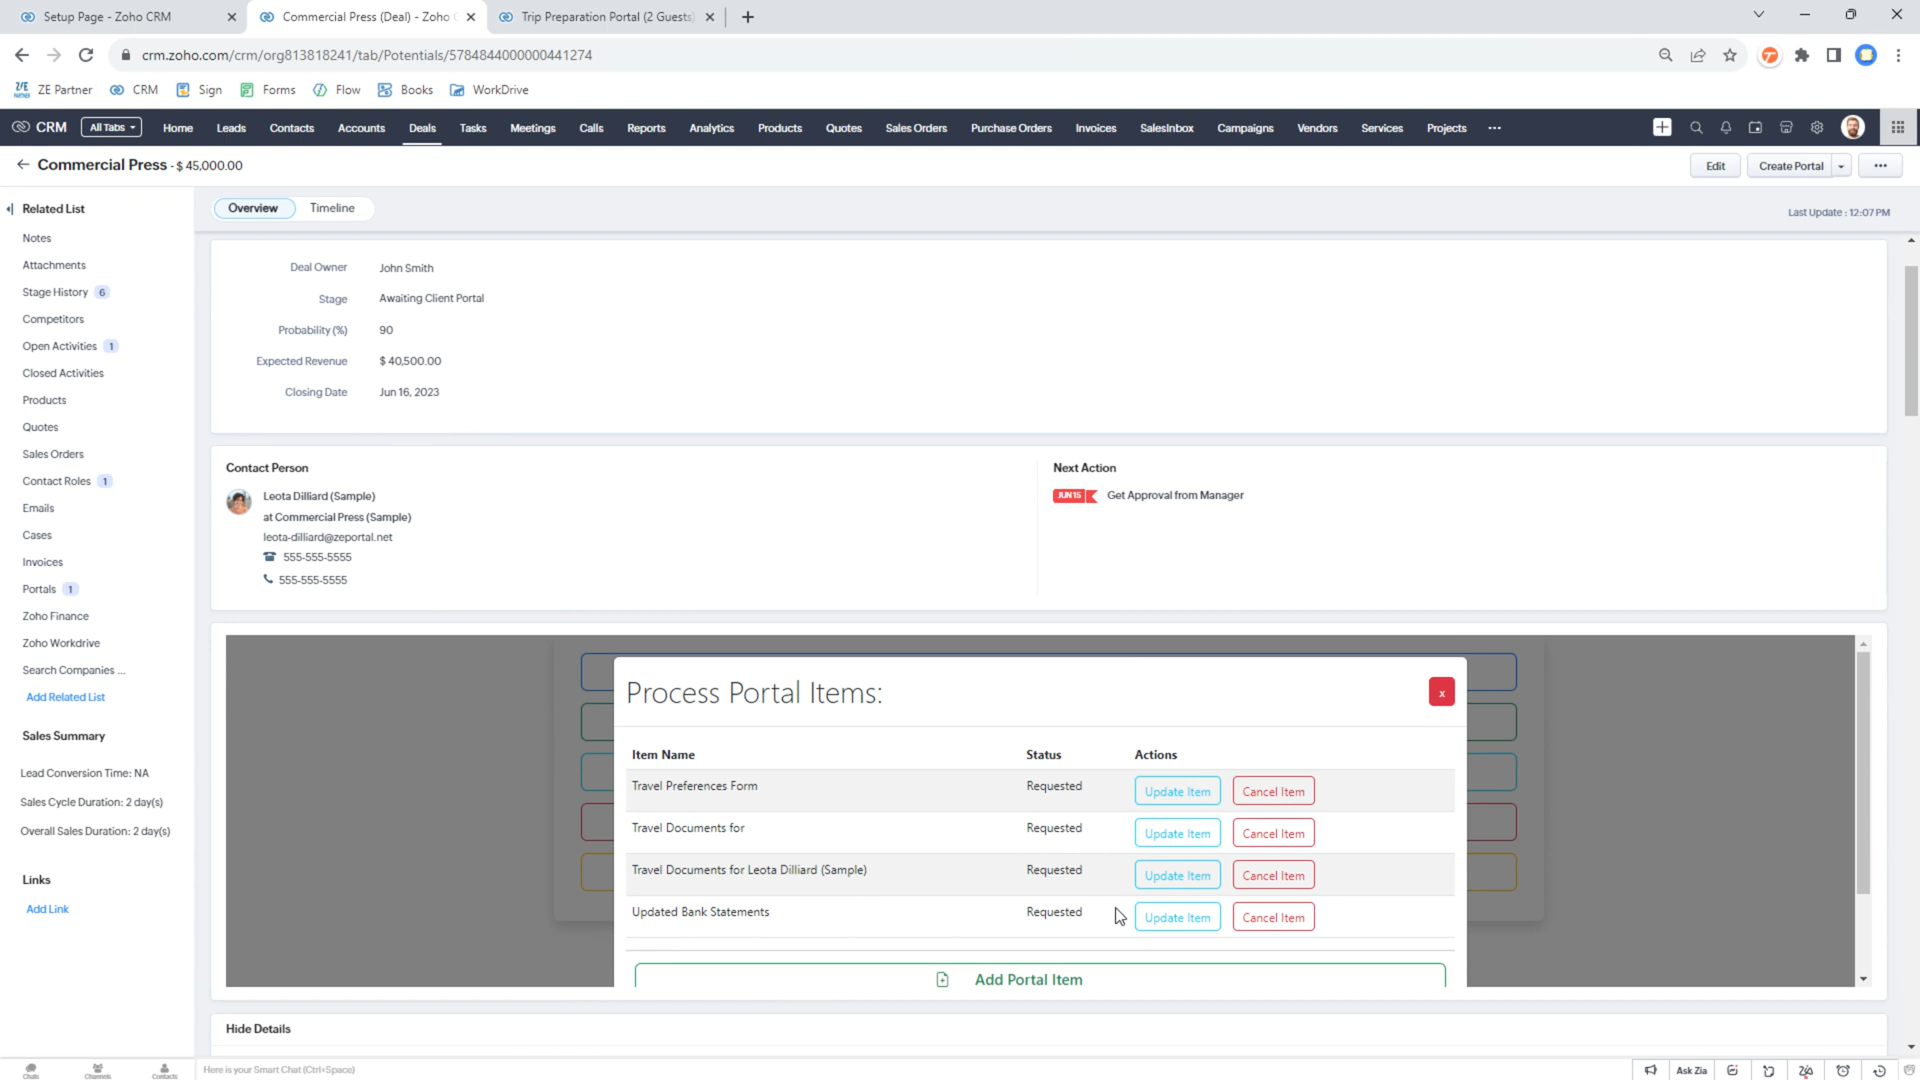 Setup Page - Zoho CRM
Commercial Press (Deal) - Zoho C
Trip Preparation Portal (2 Guests)
crm.zoho.com/crm/org813818241/tab/Potentials/5784844000000441274
ZE Partner
CRM
Sign
Forms
Flow
Books
WorkDrive
CRM
All Tabs
Home
Leads
Contacts
Accounts
Deals
Tasks
Meetings
Calls
Reports
Analytics
Products
Quotes
Sales Orders
Purchase Orders
Invoices
SalesInbox
Campaigns
Vendors
Services
Projects
Commercial Press - $ 45,000.00
Edit
Create Portal
Related List
Notes
Attachments
Stage History 6
Competitors
Open Activities 1
Closed Activities
Products
Quotes
Sales Orders
Contact Roles 1
Emails
Cases
Invoices
Portals 1
Zoho Finance
Zoho Workdrive
Search Companies ...
Add Related List
Sales Summary
Lead Conversion Time: NA
Sales Cycle Duration: 2 day(s)
Overall Sales Duration: 2 day(s)
Links
Add Link
Overview
Timeline
Last Update : 12:07 PM
Deal Owner John Smith
Stage Awaiting Client Portal
Probability (%) 90
Expected Revenue $ 40,500.00
Closing Date Jun 16, 2023
Contact Person
Leota Dilliard (Sample)
at Commercial Press (Sample)
leota-dilliard@zeportal.net
555-555-5555
555-555-5555
Next Action
JUN 15 Get Approval from Manager
Process Portal Items:
x
Item Name Status Actions
Travel Preferences Form Requested Update Item Cancel Item
Travel Documents for Requested Update Item Cancel Item
Travel Documents for Leota Dilliard (Sample) Requested Update Item Cancel Item
Updated Bank Statements Requested Update Item Cancel Item
Add Portal Item
Hide Details
Chats
Channels
Contacts
Here is your Smart Chat (Ctrl+Space)
Ask Zia